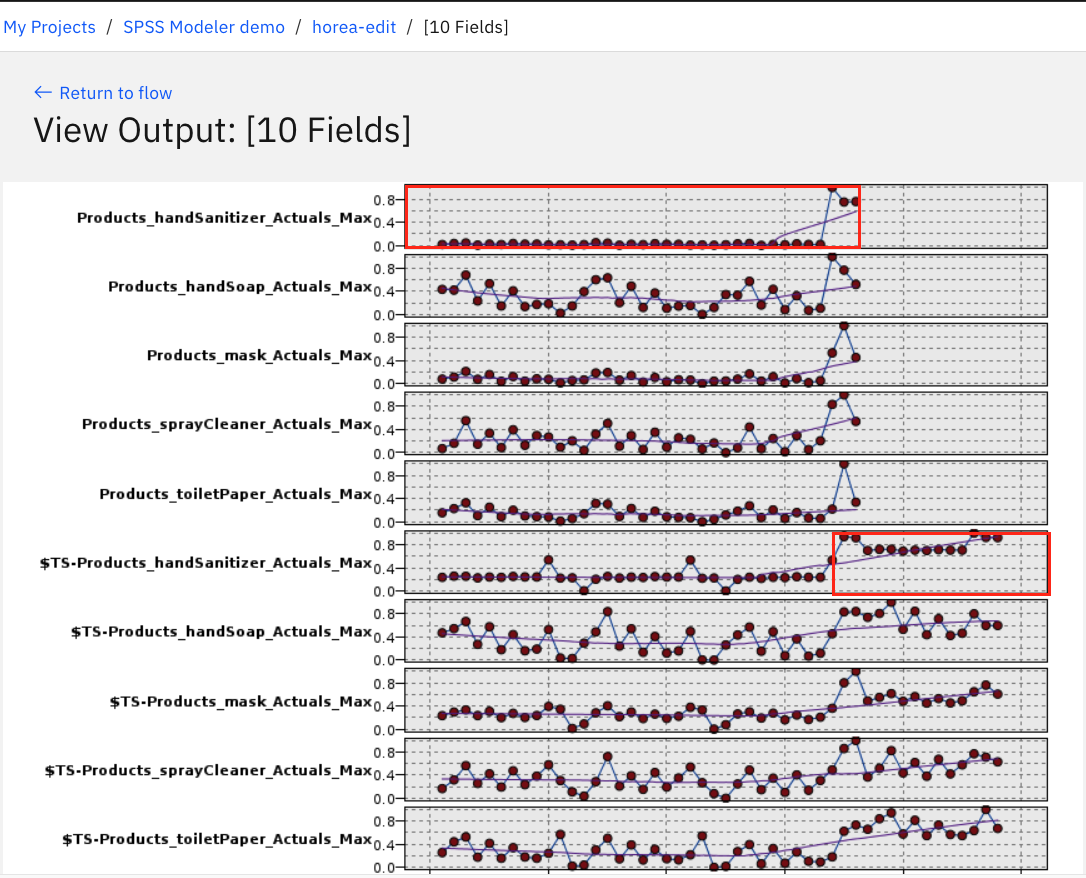 My Projects / SPSS Modeler demo / horea-edit / [10 Fields]
← Return to flow
View Output: [10 Fields]
Products_handSanitizer_Actuals_Max
0.8
0.4
0.0
Products_handSoap_Actuals_Max
0.8
0.4
0.0
Products_mask_Actuals_Max
0.8
0.4
0.0
Products_sprayCleaner_Actuals_Max
0.8
0.4
0.0
Products_toiletPaper_Actuals_Max
0.8
0.4
0.0
$TS-Products_handSanitizer_Actuals_Max
0.8
0.4
0.0
$TS-Products_handSoap_Actuals_Max
0.8
0.4
0.0
$TS-Products_mask_Actuals_Max
0.8
0.4
0.0
$TS-Products_sprayCleaner_Actuals_Max
0.8
0.4
0.0
$TS-Products_toiletPaper_Actuals_Max
0.8
0.4
0.0